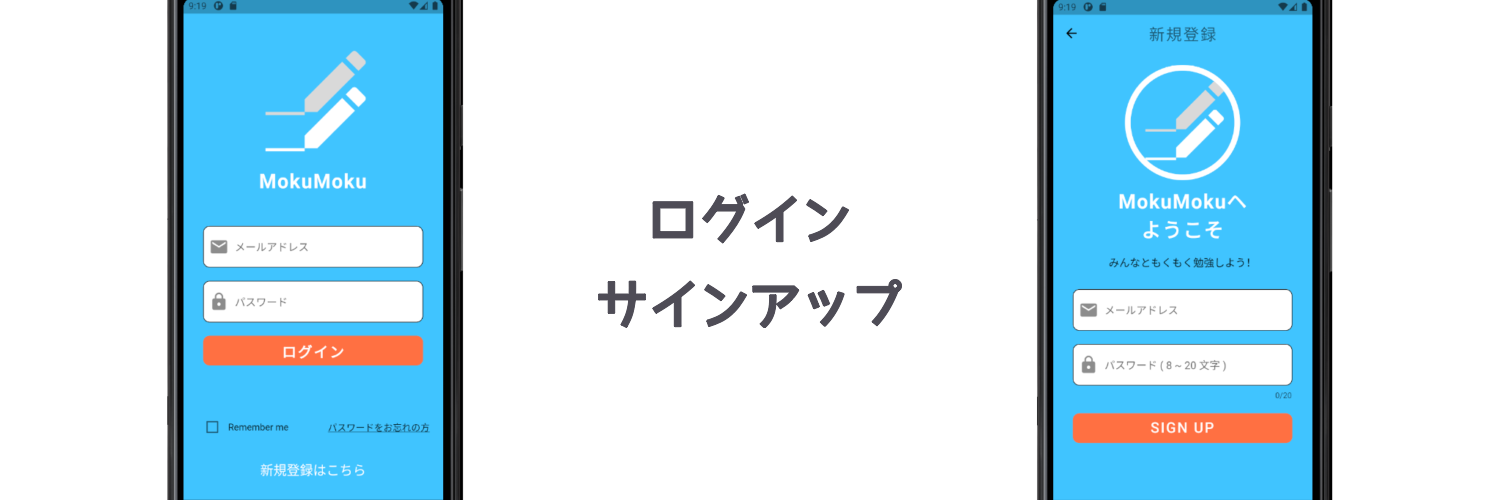 9:19
MokuMoku
メールアドレス
パスワード
ログイン
Remember me
パスワードをお忘れの方
新規登録はこちら
ログイン
サインアップ
9:19
新規登録
MokuMokuへ
ようこそ
みんなともくもく勉強しよう！
メールアドレス
パスワード ( 8 ~ 20 文字 )
0/20
SIGN UP